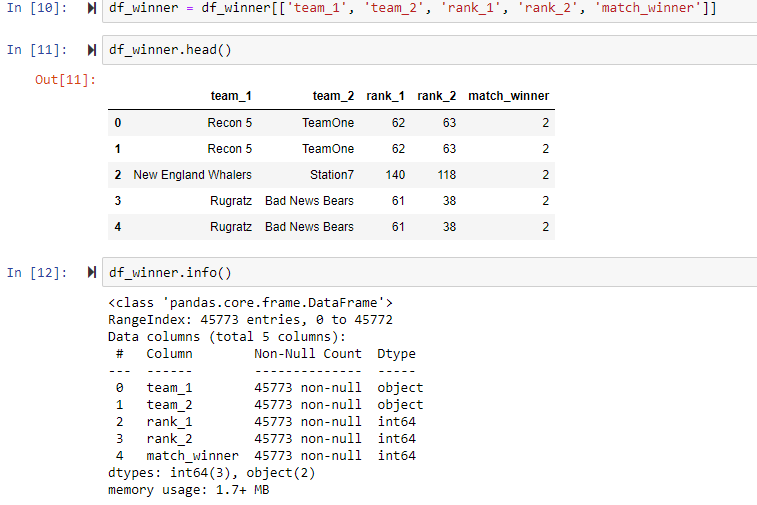 In [10]: df_winner = df_winner[['team_1', 'team_2', 'rank_1', 'rank_2', 'match_winner']]
In [11]: df_winner.head()
Out[11]:
team_1 team_2 rank_1 rank_2 match_winner
0 Recon 5 TeamOne 62 63 2
1 Recon 5 TeamOne 62 63 2
2 New England Whalers Station7 140 118 2
3 Rugratz Bad News Bears 61 38 2
4 Rugratz Bad News Bears 61 38 2
In [12]: df_winner.info()
<class 'pandas.core.frame.DataFrame'>
RangeIndex: 45773 entries, 0 to 45772
Data columns (total 5 columns):
 #   Column        Non-Null Count  Dtype
---  ------        --------------  -----
 0   team_1        45773 non-null  object
 1   team_2        45773 non-null  object
 2   rank_1        45773 non-null  int64
 3   rank_2        45773 non-null  int64
 4   match_winner  45773 non-null  int64
dtypes: int64(3), object(2)
memory usage: 1.7+ MB